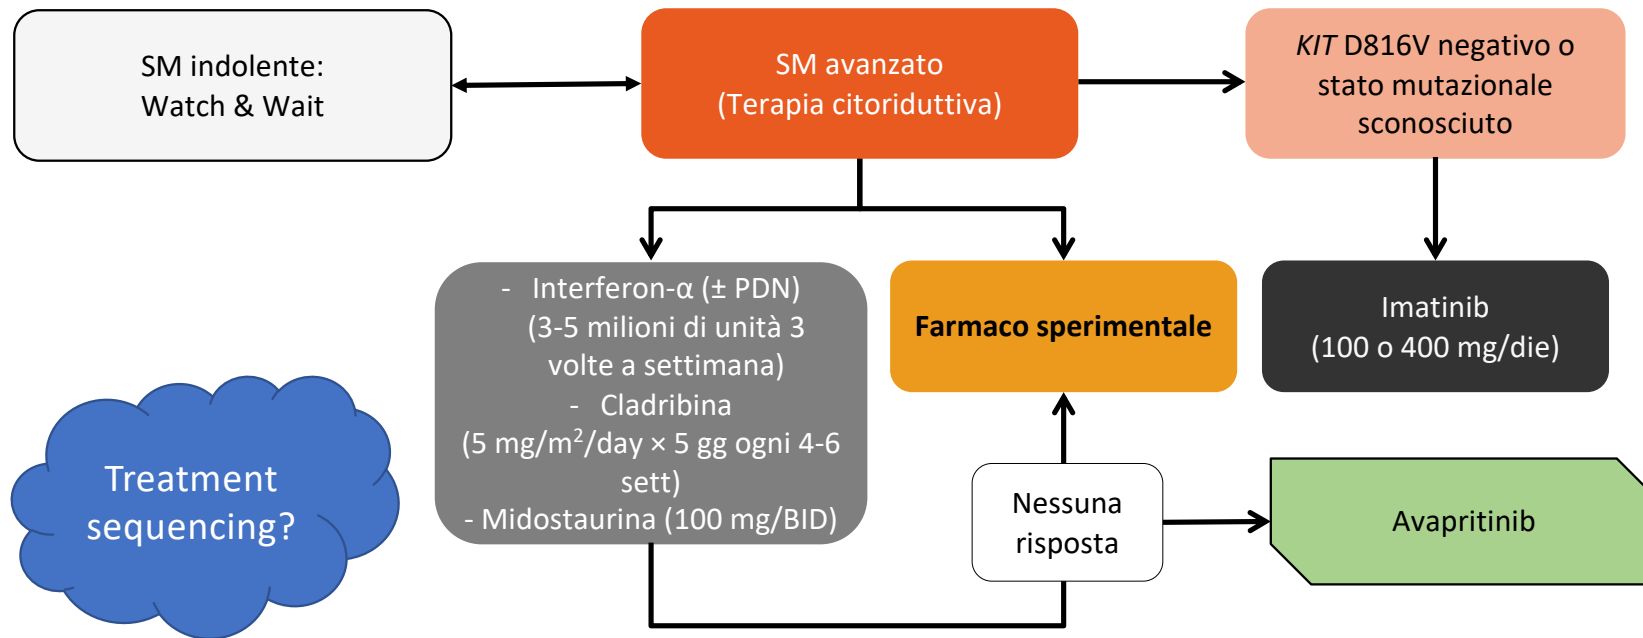 SM indolente:
Watch & Wait
SM avanzato
(Terapia citoriduttiva)
KIT D816V negativo o
stato mutazionale
sconosciuto
- Interferon-α (± PDN)
(3-5 milioni di unità 3
volte a settimana)
- Cladribina
(5 mg/m²/day × 5 gg ogni 4-6
sett)
- Midostaurina (100 mg/BID)
Farmaco sperimentale
Imatinib
(100 o 400 mg/die)
Treatment
sequencing?
Nessuna
risposta
Avapritinib